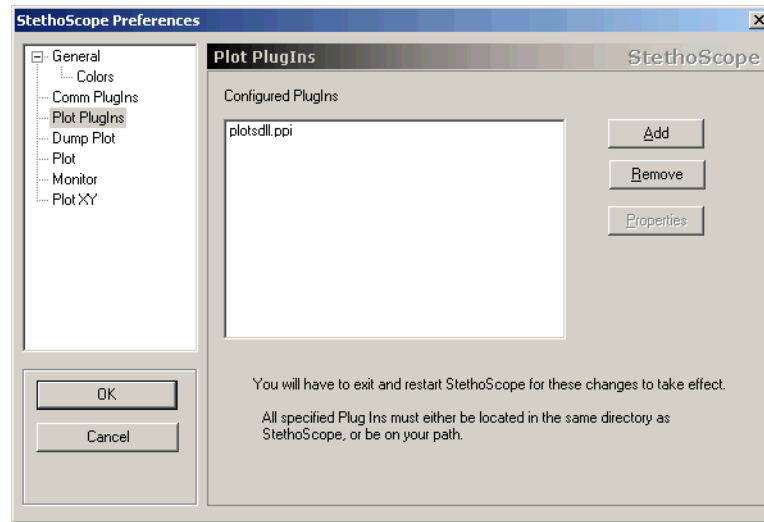 StethoScope Preferences
General
Colors
Comm PlugIns
Plot PlugIns
Dump Plot
Plot
Monitor
Plot XY
OK
Cancel
Plot PlugIns
StethoScope
Configured PlugIns
plotsdll.ppi
Add
Remove
Properties
You will have to exit and restart StethoScope for these changes to take effect.
All specified Plug Ins must either be located in the same directory as
StethoScope, or be on your path.